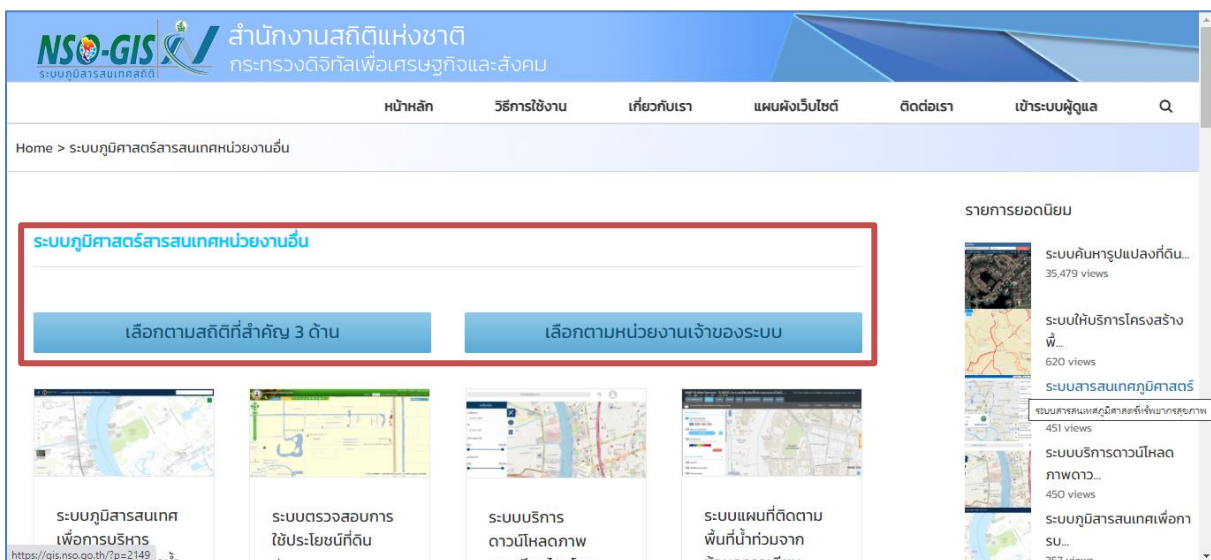 NSO-GIS
ระบบภูมิสารสนเทศสถิติ
สำนักงานสถิติแห่งชาติ
กระทรวงดิจิทัลเพื่อเศรษฐกิจและสังคม
หน้าหลัก วิธีการใช้งาน เกี่ยวกับเรา แผนผังเว็บไซต์ ติดต่อเรา เข้าระบบผู้ดูแล
Home > ระบบภูมิศาสตร์สารสนเทศหน่วยงานอื่น
ระบบภูมิศาสตร์สารสนเทศหน่วยงานอื่น
เลือกตามสถิติที่สำคัญ 3 ด้าน
เลือกตามหน่วยงานเจ้าของระบบ
ระบบภูมิสารสนเทศ
เพื่อการบริหาร
ระบบตรวจสอบการ
ใช้ประโยชน์ที่ดิน
ระบบบริการ
ดาวน์โหลดภาพ
ระบบแผนที่ติดตาม
พื้นที่น้ำท่วมจาก
รายการยอดนิยม
ระบบค้นหารูปแปลงที่ดิน...
35,479 views
ระบบให้บริการโครงสร้าง
พื้...
620 views
ระบบสารสนเทศภูมิศาสตร์
ระบบสารสนเทศภูมิศาสตร์ทรัพยากรสุขภาพ
451 views
ระบบบริการดาวน์โหลด
ภาพดาว...
450 views
ระบบภูมิสารสนเทศเพื่อกา
รบ...
357 views
https://gis.nso.go.th/?p=2149